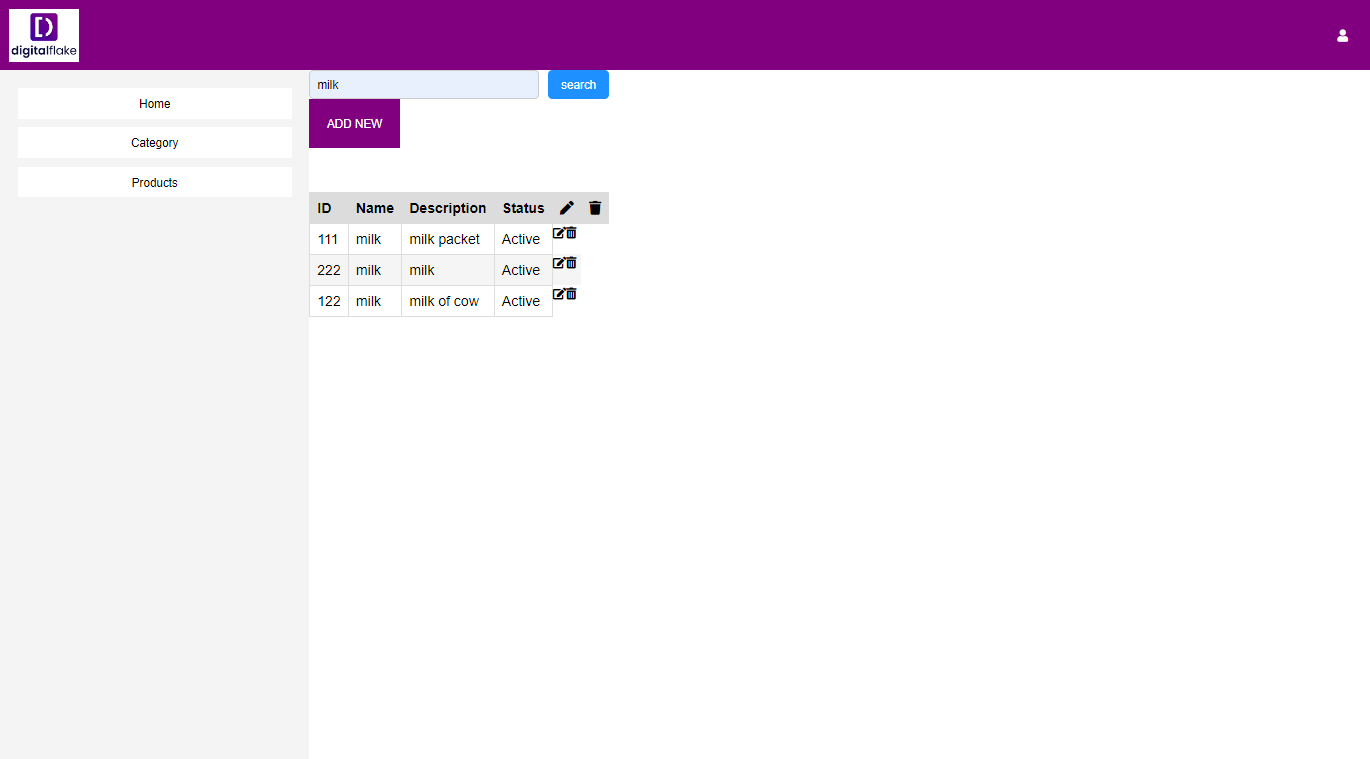 digitalflake
milk
search
Home
ADD NEW
Category
Products
ID Name Description Status
111 milk milk packet Active
222 milk milk Active
122 milk milk of cow Active